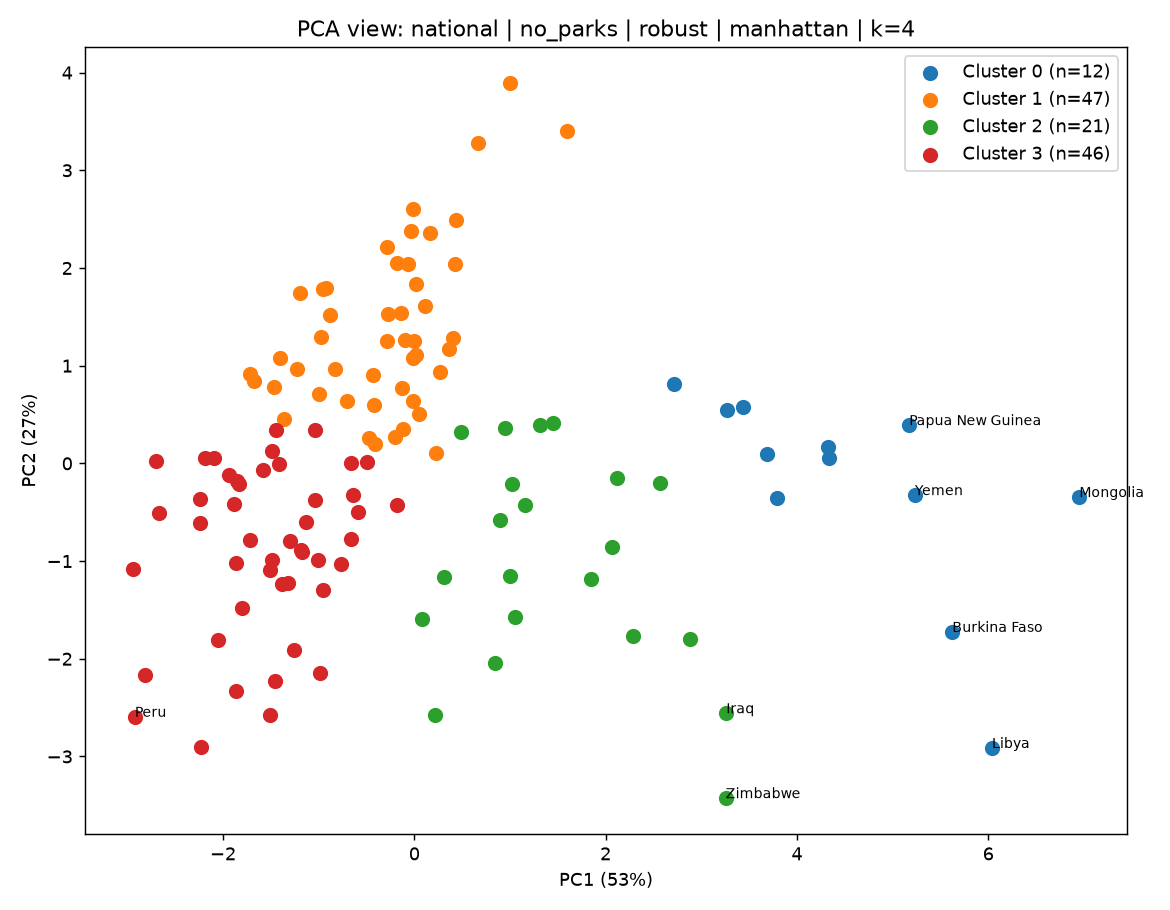 PCA view: national | no_parks | robust | manhattan | k=4
Cluster 0 (n=12)
Cluster 1 (n=47)
Cluster 2 (n=21)
Cluster 3 (n=46)
4
3
2
1
0
−1
−2
−3
PC2 (27%)
Papua New Guinea
Yemen
Mongolia
Burkina Faso
Peru
Iraq
Libya
Zimbabwe
−2
0
2
4
6
PC1 (53%)